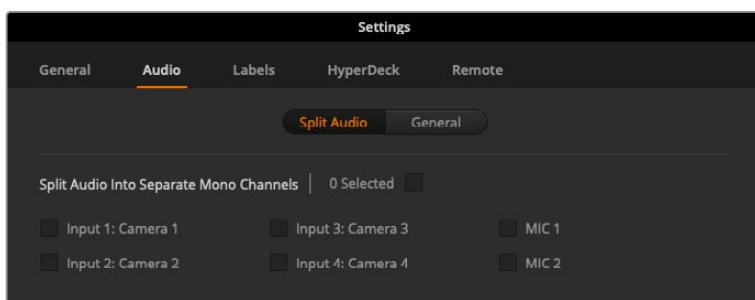 Settings
General Audio Labels HyperDeck Remote
Split Audio General
Split Audio Into Separate Mono Channels 0 Selected
Input 1: Camera 1 Input 3: Camera 3 MIC 1
Input 2: Camera 2 Input 4: Camera 4 MIC 2